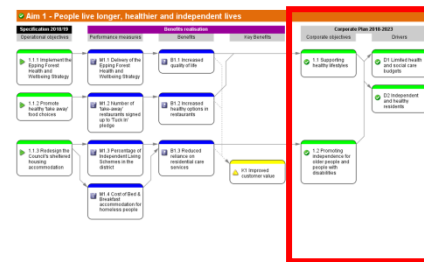 Aim 1 - People live longer, healthier and independent lives
Specification 2018/19
Benefits realisation
Corporate Plan 2018-2023
Operational objectives
Performance measures
Benefits
Key Benefits
Corporate objectives
Drivers
1.1.1 Implement the
Epping Forest
Health and
Wellbeing Strategy
M1.1 Delivery of the
Epping Forest
Health and
Wellbeing Strategy
B1.1 Increased
quality of life
1.1 Supporting
healthy lifestyles
D1 Limited health
and social care
budgets
1.1.2 Promote
healthy 'take away'
food choices
M1.2 Number of
Take-away/
restaurants signed
up to 'Tuck In'
pledge
B1.2 Increased
healthy options in
restaurants
D2 Independent
and healthy
residents
1.1.3 Redesign the
Council's sheltered
housing
accommodation
M1.3 Percentage of
Independent Living
Schemes in the
district
B1.3 Reduced
reliance on
residential care
services
K1 Improved
customer value
1.2 Promoting
independence for
older people and
people with
disabilities
M1.4 Cost of Bed &
Breakfast
accommodation for
homeless people